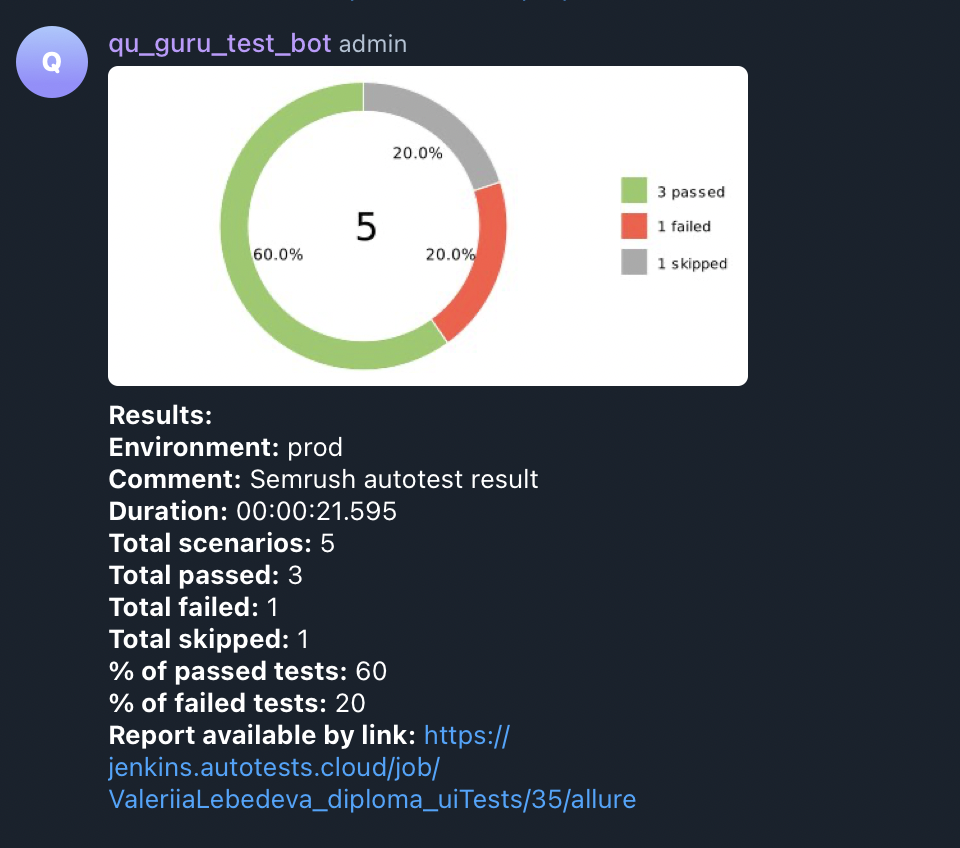 Q
qu_guru_test_bot admin
20.0%
5
60.0%
20.0%
3 passed
1 failed
1 skipped
Results:
Environment: prod
Comment: Semrush autotest result
Duration: 00:00:21.595
Total scenarios: 5
Total passed: 3
Total failed: 1
Total skipped: 1
% of passed tests: 60
% of failed tests: 20
Report available by link: https://
jenkins.autotests.cloud/job/
ValeriiaLebedeva_diploma_uiTests/35/allure